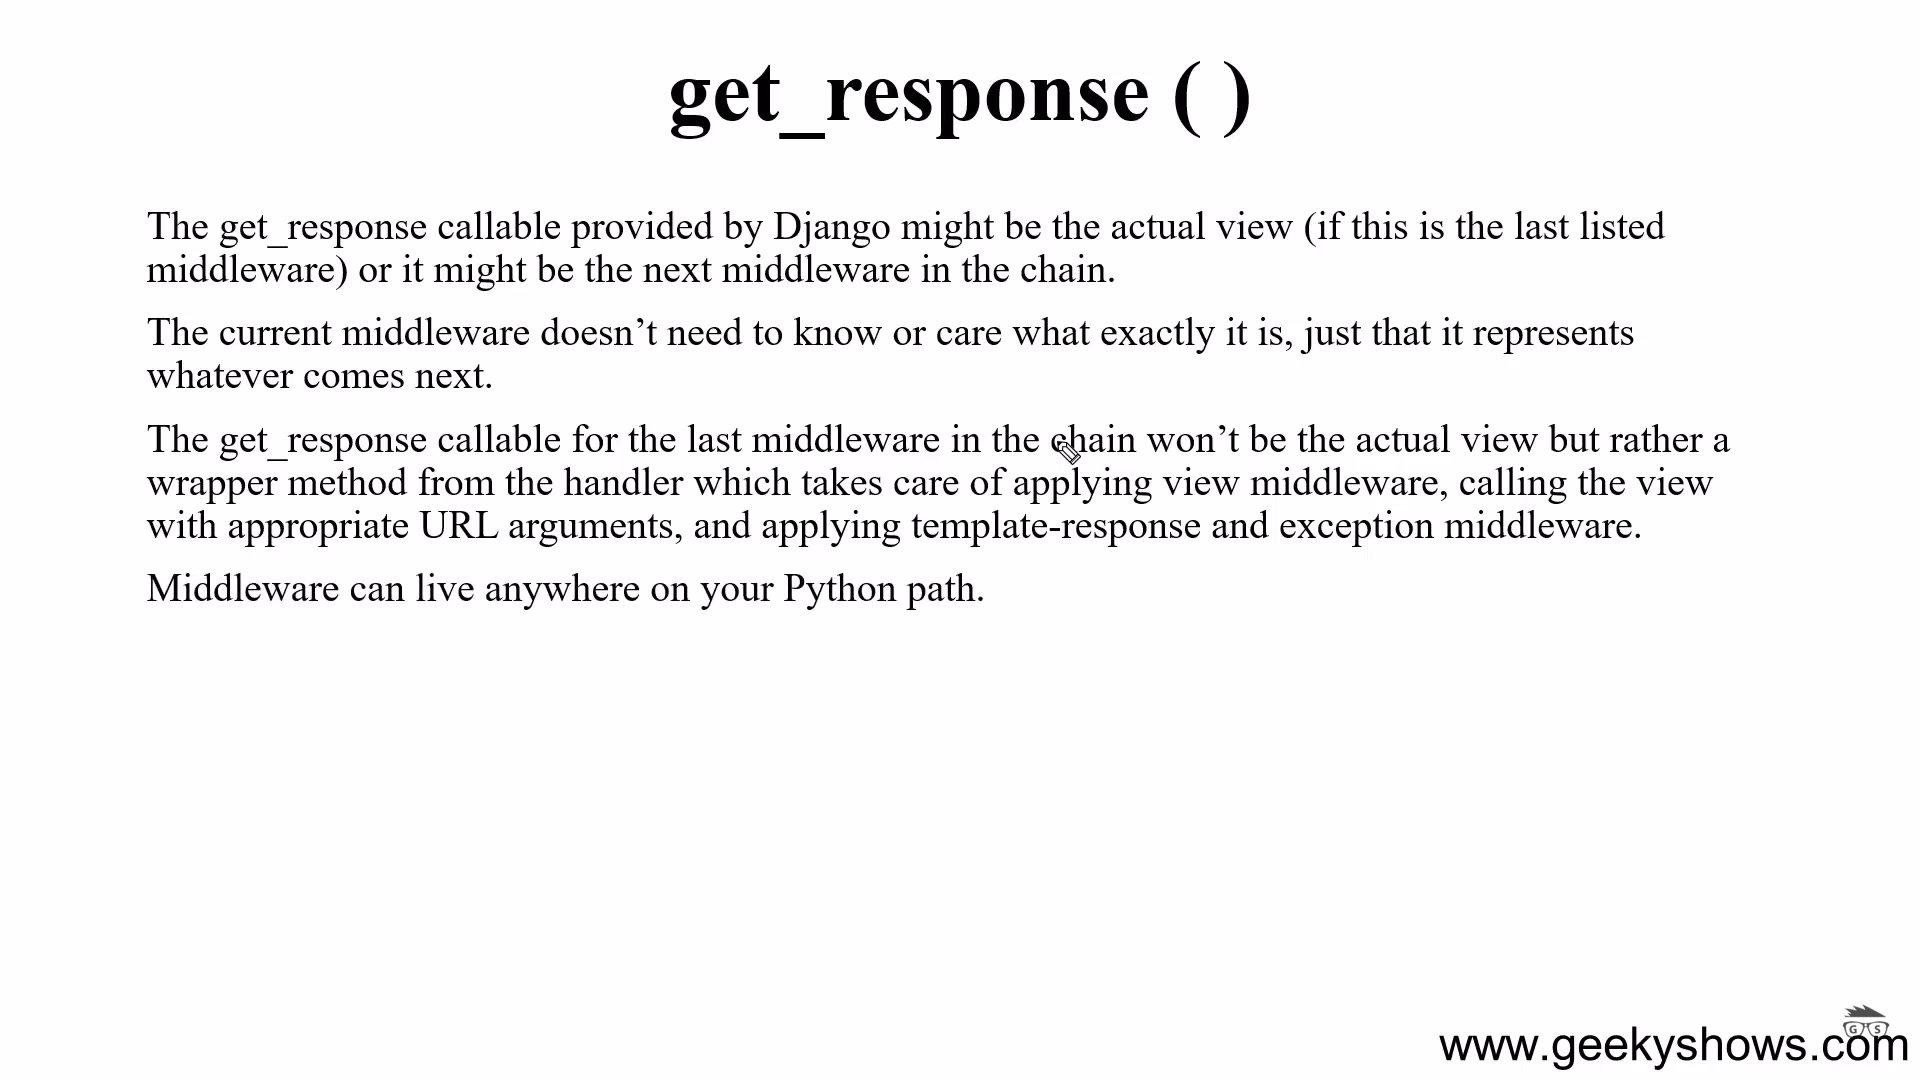 get_response ( )
The get_response callable provided by Django might be the actual view (if this is the last listed
middleware) or it might be the next middleware in the chain.
The current middleware doesn’t need to know or care what exactly it is, just that it represents
whatever comes next.
The get_response callable for the last middleware in the chain won’t be the actual view but rather a
wrapper method from the handler which takes care of applying view middleware, calling the view
with appropriate URL arguments, and applying template-response and exception middleware.
Middleware can live anywhere on your Python path.
G S
www.geekyshows.com